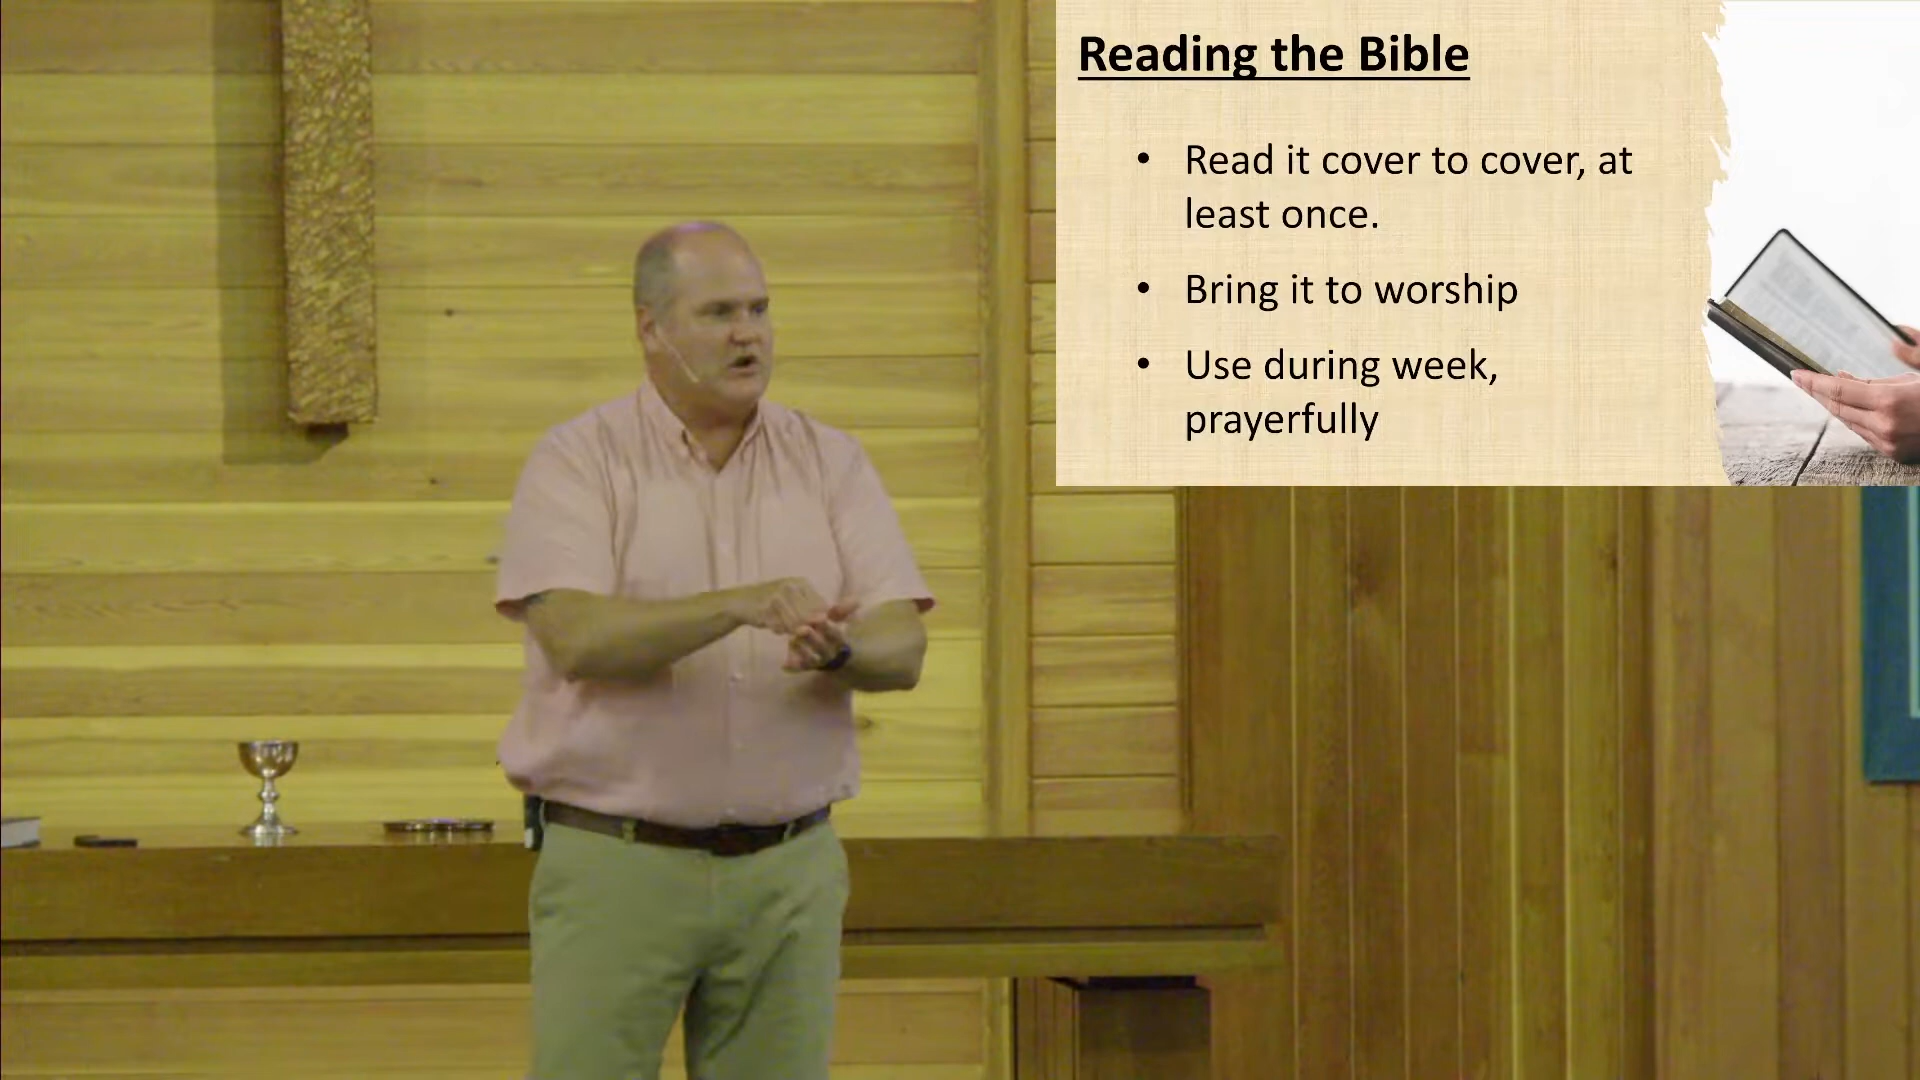 Reading the Bible
• Read it cover to cover, at
least once.
• Bring it to worship
• Use during week,
prayerfully